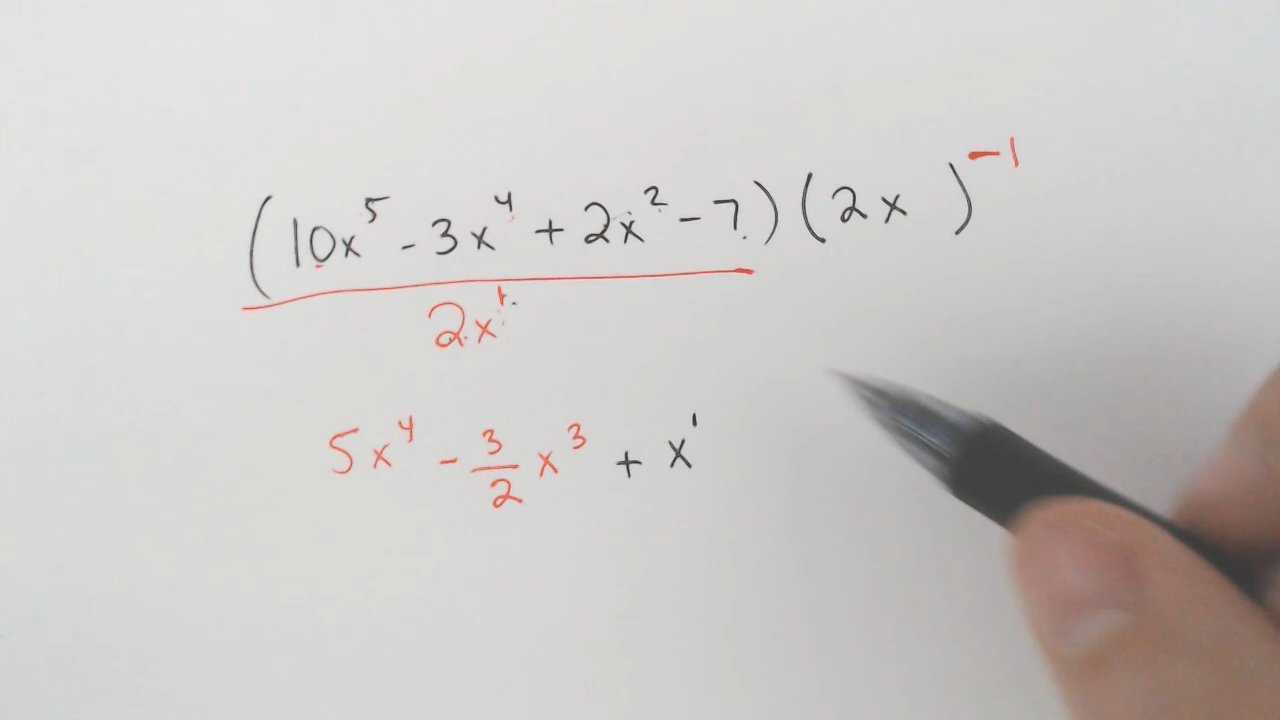 (10x⁵ - 3x⁴ + 2x² - 7)(2x )⁻¹
2x¹
5x⁴ - 3/2 x³ + x¹